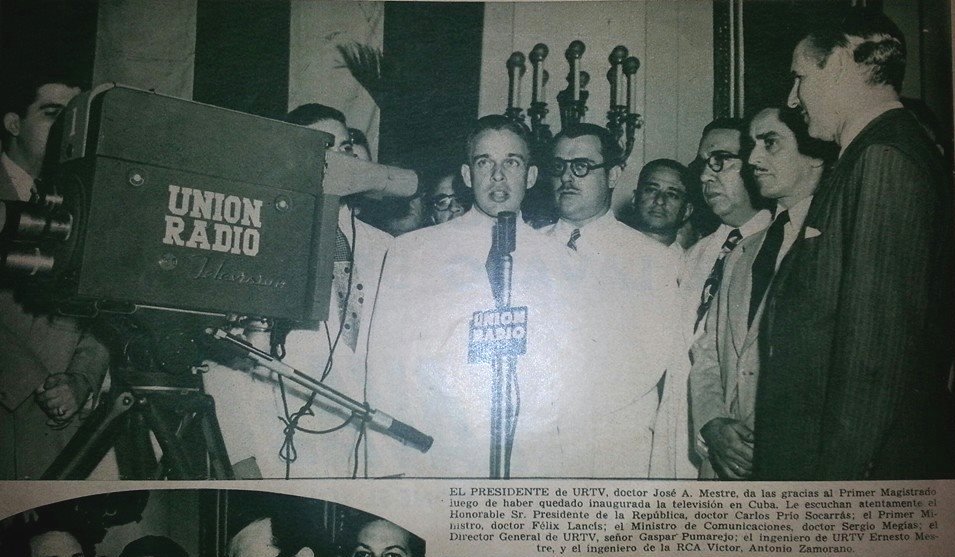 UNION
RADIO
Television
UNION
RADIO
EL PRESIDENTE de URTV, doctor José A. Mestre, da las gracias al Primer Magistrado
luego de haber quedado inaugurada la televisión en Cuba. Le escuchan atentamente el
Honorable Sr. Presidente de la República, doctor Carlos Prío Socarrás; el Primer Mi-
nistro, doctor Félix Lancís; el Ministro de Comunicaciones, doctor Sergio Megías; el
Director General de URTV, señor Gaspar Pumarejo; el ingeniero de URTV Ernesto Mes-
tre, y el ingeniero de la RCA Victor, Antonio Zamorano.